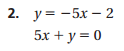 2. y = −5x − 2
5x + y = 0